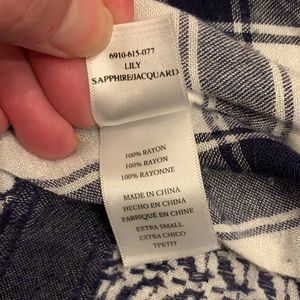 6910-615-077
LILY
SAPPHIRE/JACQUARD
100% RAYON
100% RAYON
100% RAYONNE
MADE IN CHINA
HECHO EN CHINA
FABRIQUÉ EN CHINE
EXTRA SMALL
EXTRA CHICO
TPETIT